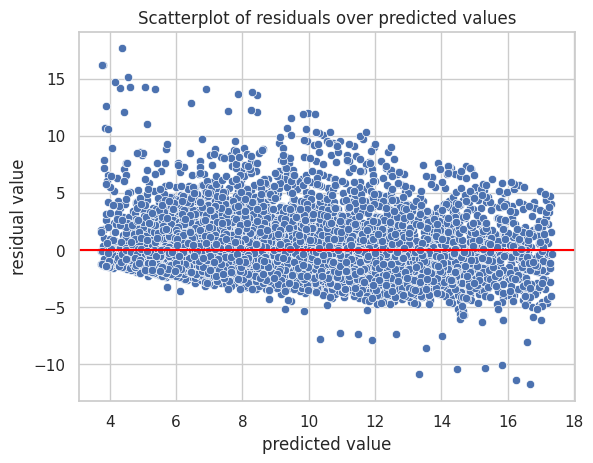 Scatterplot of residuals over predicted values
15
10
5
0
−5
−10
residual value
4 6 8 10 12 14 16 18
predicted value